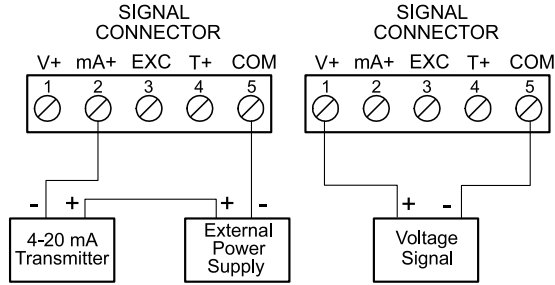 SIGNAL
CONNECTOR
V+ mA+ EXC T+ COM
1 2 3 4 5
- + + -
4-20 mA
Transmitter
External
Power
Supply
SIGNAL
CONNECTOR
V+ mA+ EXC T+ COM
1 2 3 4 5
+ -
Voltage
Signal